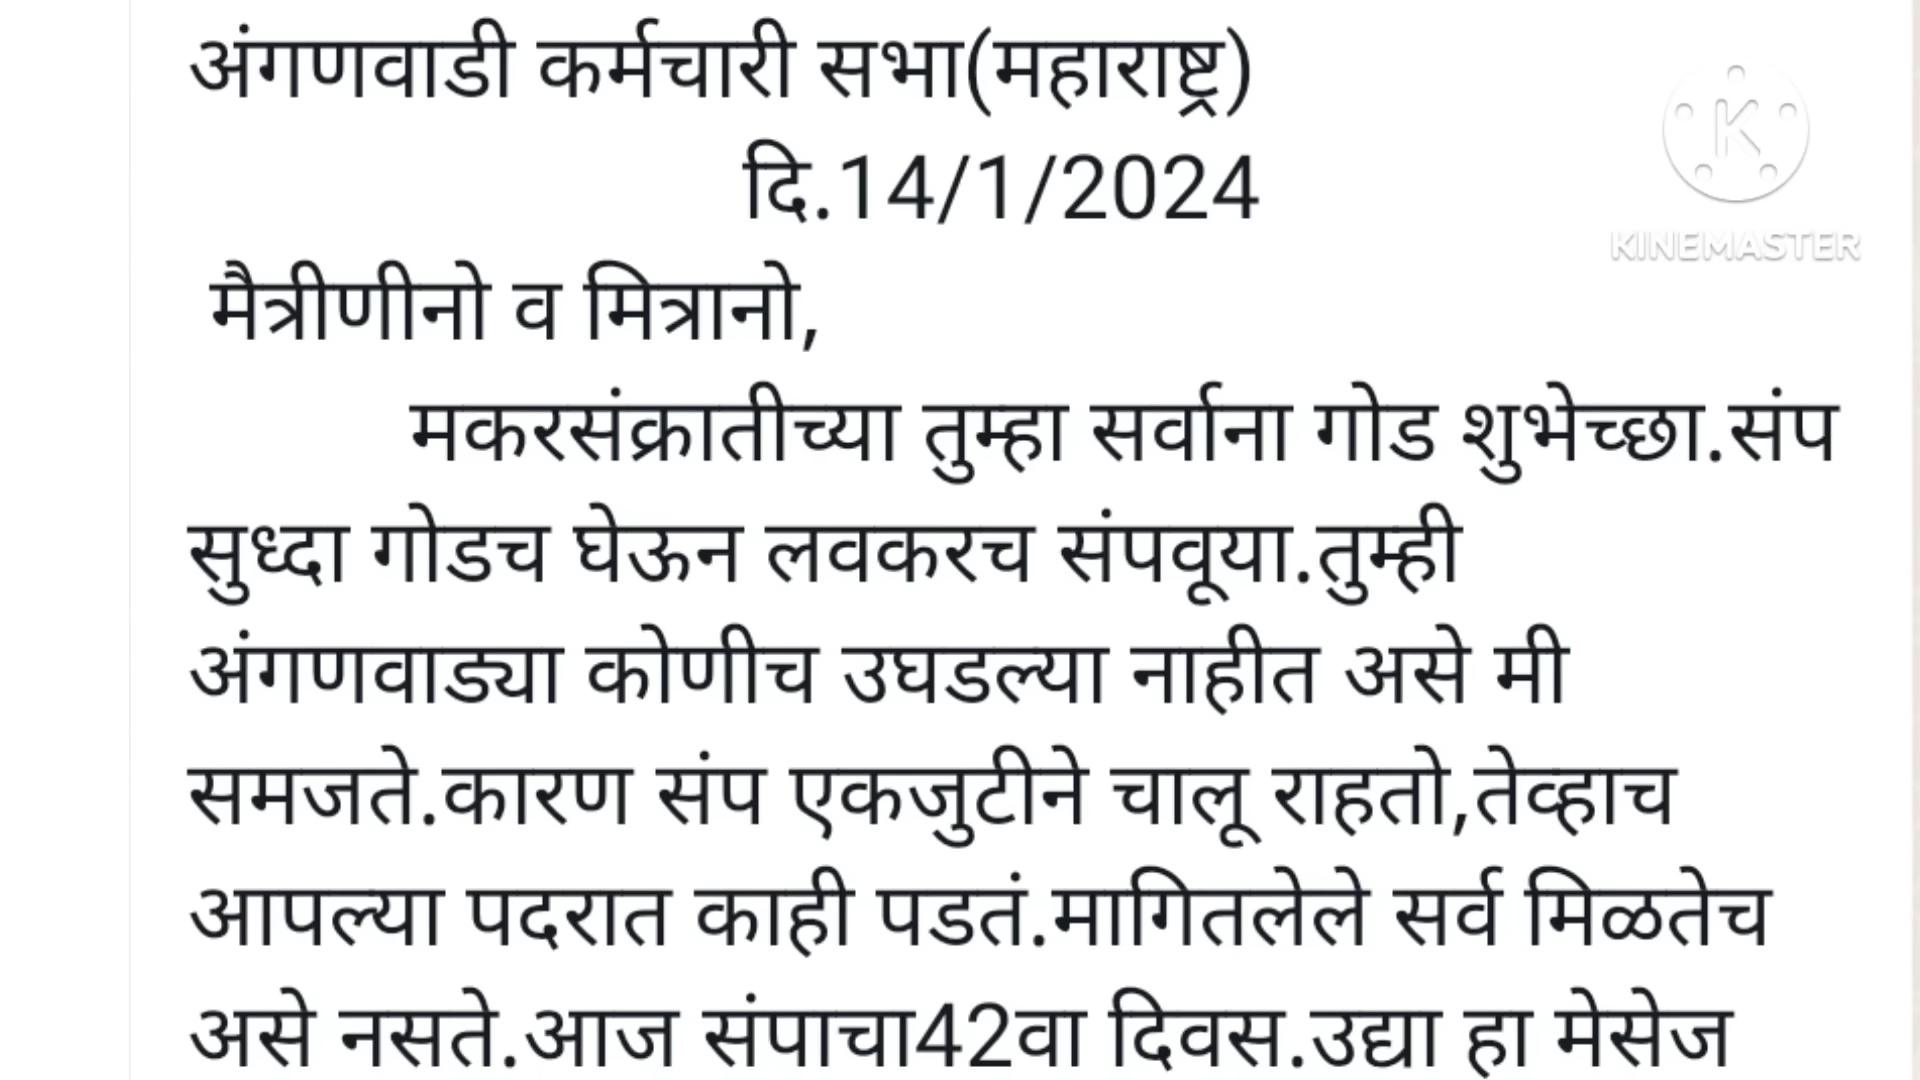 अंगणवाडी कर्मचारी सभा(महाराष्ट्र)
दि.14/1/2024
मैत्रीणीनो व मित्रानो,
मकरसंक्रातीच्या तुम्हा सर्वाना गोड शुभेच्छा.संप
सुध्दा गोडच घेऊन लवकरच संपवूया.तुम्ही
अंगणवाड्या कोणीच उघडल्या नाहीत असे मी
समजते.कारण संप एकजुटीने चालू राहतो,तेव्हाच
आपल्या पदरात काही पडतं.मागितलेले सर्व मिळतेच
असे नसते.आज संपाचा42वा दिवस.उद्या हा मेसेज
K
KINEMASTER